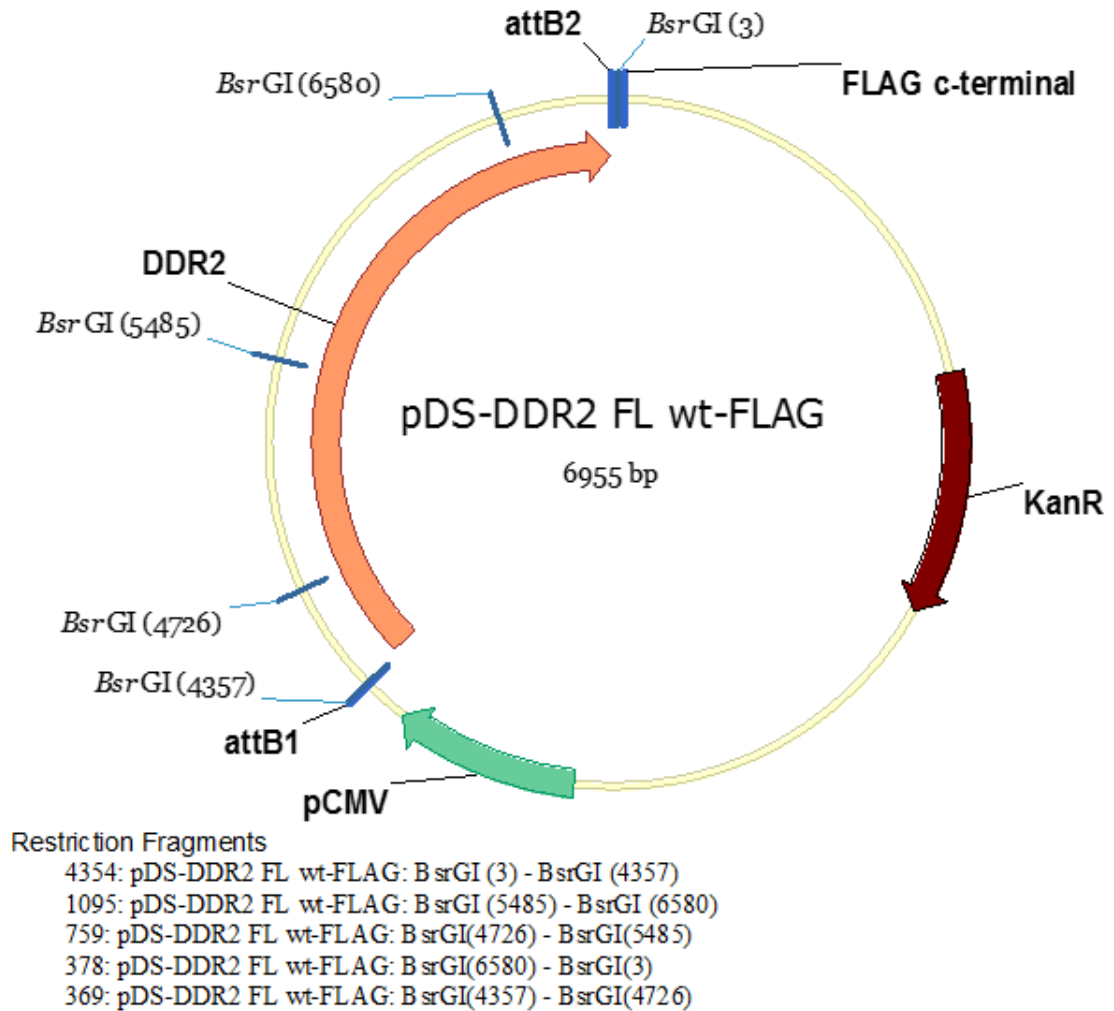 attB2
BsrGI (3)
BsrGI (6580)
FLAG c-terminal
DDR2
BsrGI (5485)
pDS-DDR2 FL wt-FLAG
6955 bp
KanR
BsrGI (4726)
BsrGI (4357)
attB1
pCMV
Restriction Fragments
4354: pDS-DDR2 FL wt-FLAG: BsrGI (3) - BsrGI (4357)
1095: pDS-DDR2 FL wt-FLAG: BsrGI (5485) - BsrGI (6580)
759: pDS-DDR2 FL wt-FLAG: BsrGI(4726) - BsrGI(5485)
378: pDS-DDR2 FL wt-FLAG: BsrGI(6580) - BsrGI(3)
369: pDS-DDR2 FL wt-FLAG: BsrGI(4357) - BsrGI(4726)